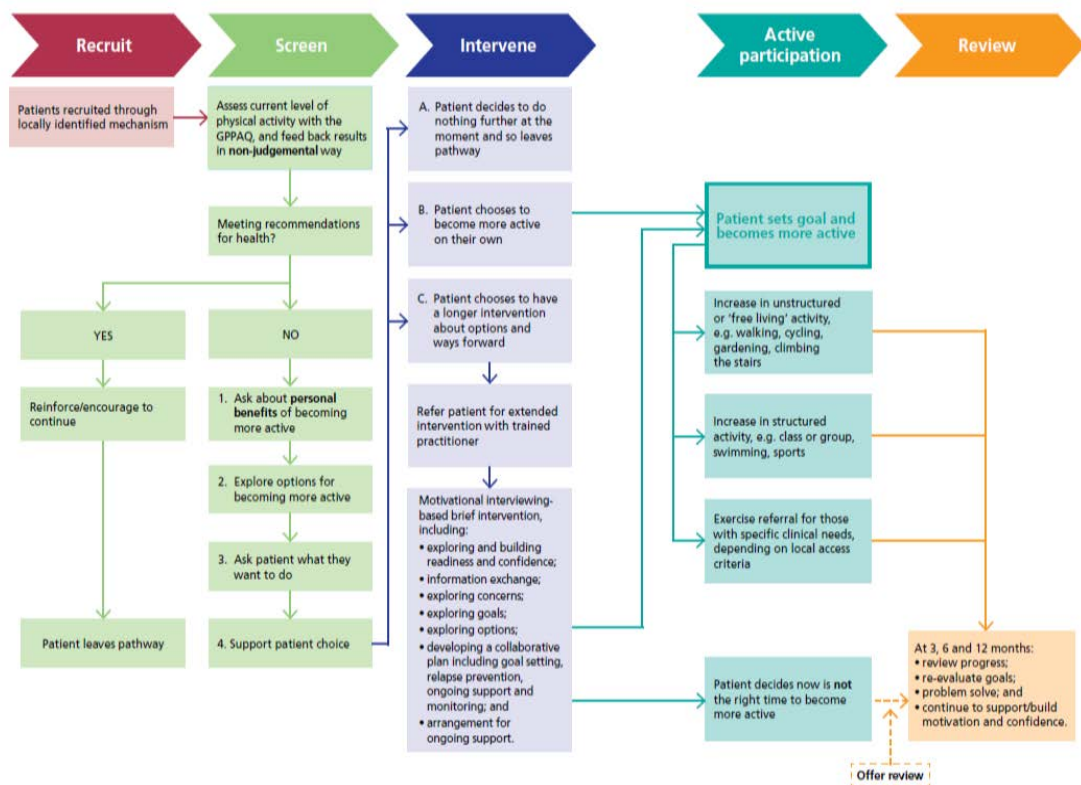 Recruit
Screen
Intervene
Active
participation
Review
Patients recruited through
locally identified mechanism
Assess current level of
physical activity with the
GPPAQ, and feed back results
in non-judgemental way
Meeting recommendations
for health?
YES
NO
Reinforce/encourage to
continue
Patient leaves pathway
1. Ask about personal
benefits of becoming
more active
2. Explore options for
becoming more active
3. Ask patient what they
want to do
4. Support patient choice
A. Patient decides to do
nothing further at the
moment and so leaves
pathway
B. Patient chooses to
become more active
on their own
C. Patient chooses to have
a longer intervention
about options and
ways forward
Refer patient for extended
intervention with trained
practitioner
Motivational interviewing-
based brief intervention,
including:
• exploring and building
readiness and confidence;
• information exchange;
• exploring concerns;
• exploring goals;
• exploring options;
• developing a collaborative
plan including goal setting,
relapse prevention,
ongoing support and
monitoring; and
• arrangement for
ongoing support.
Patient sets goal and
becomes more active
Increase in unstructured
or 'free living' activity,
e.g. walking, cycling,
gardening, climbing
the stairs
Increase in structured
activity, e.g. class or group,
swimming, sports
Exercise referral for those
with specific clinical needs,
depending on local access
criteria
Patient decides now is not
the right time to become
more active
At 3, 6 and 12 months:
• review progress;
• re-evaluate goals;
• problem solve; and
• continue to support/build
motivation and confidence.
Offer review